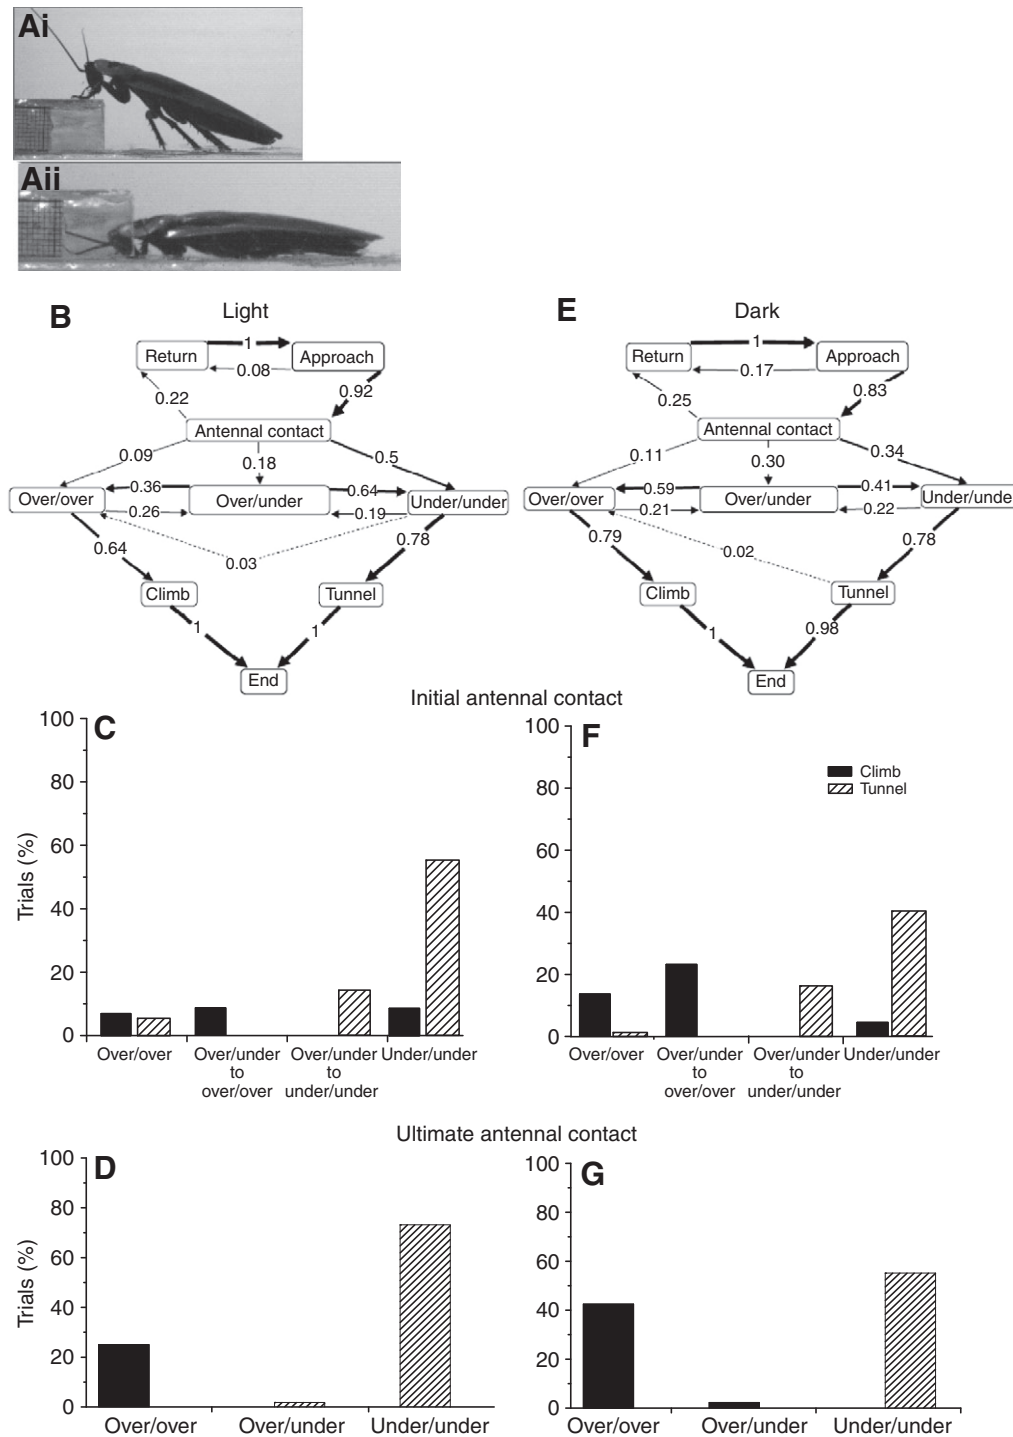 Ai
Aii
B
Light
Return
1
Approach
0.08
0.92
0.22
Antennal contact
0.09
0.18
0.5
Over/over
0.36
Over/under
0.64
Under/under
0.26
0.19
0.03
0.64
0.78
Climb
Tunnel
1
1
End
E
Dark
Return
1
Approach
0.17
0.83
0.25
Antennal contact
0.11
0.30
0.34
Over/over
0.59
Over/under
0.41
Under/unde
0.21
0.22
0.02
0.79
0.78
Climb
Tunnel
1
0.98
End
Initial antennal contact
C
Trials (%)
100
80
60
40
20
0
Over/over
Over/under
to
over/over
Over/under
to
under/under
Under/under
F
Climb
Tunnel
100
80
60
40
20
0
Over/over
Over/under
to
over/over
Over/under
to
under/under
Under/under
Ultimate antennal contact
D
Trials (%)
100
80
60
40
20
0
Over/over
Over/under
Under/under
G
100
80
60
40
20
0
Over/over
Over/under
Under/under